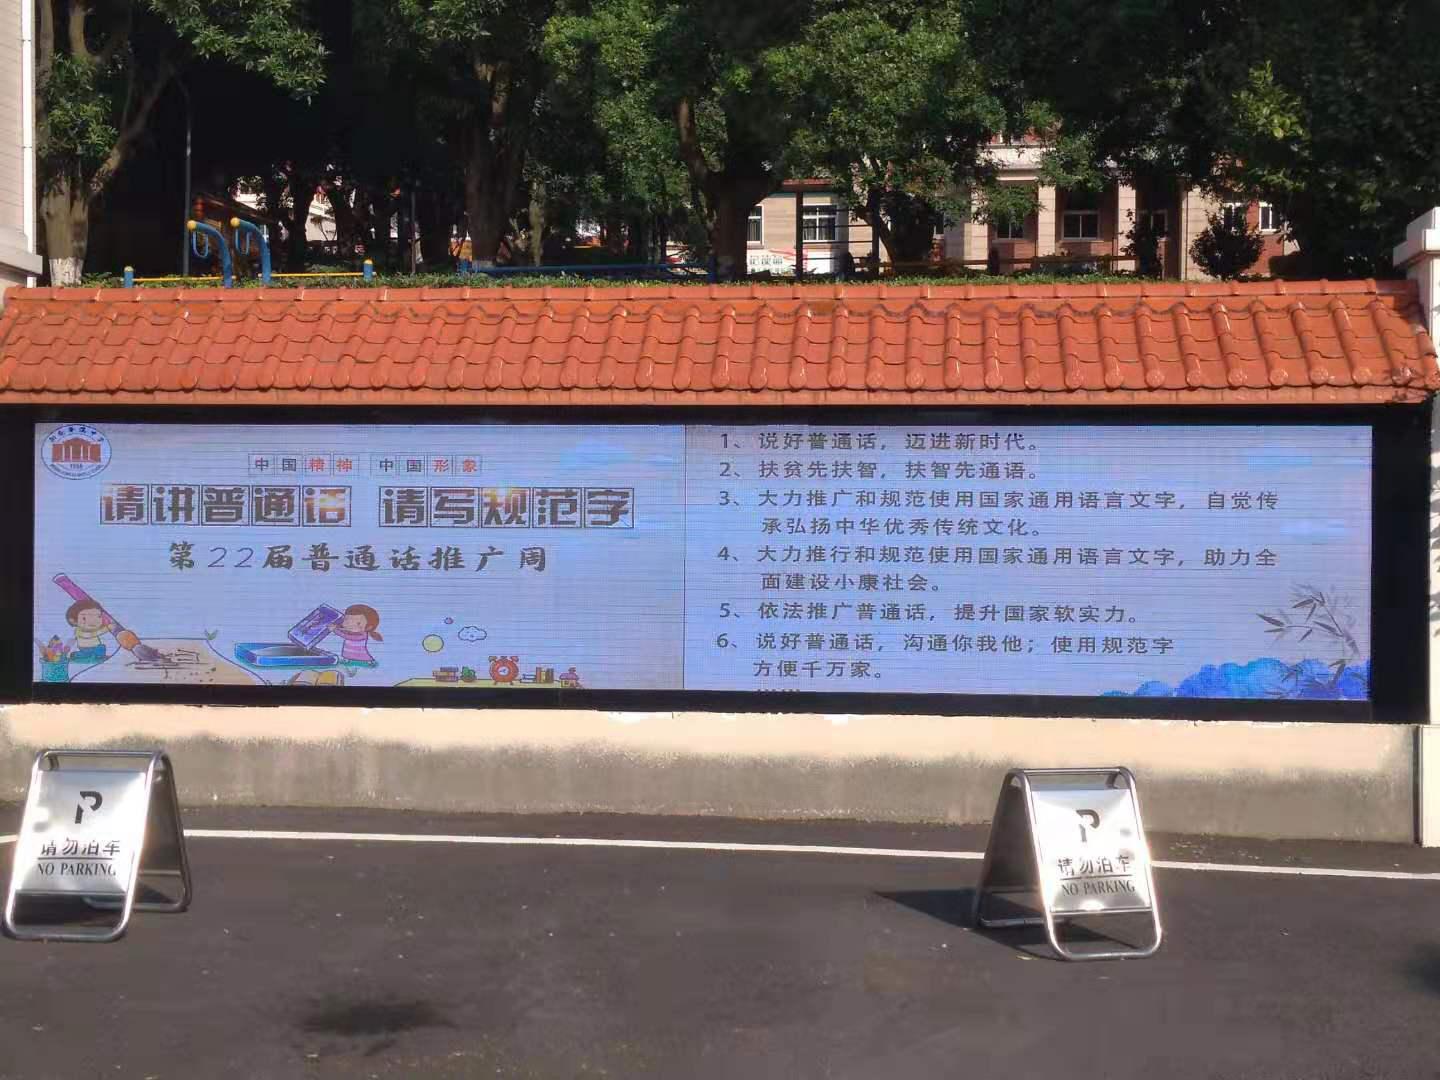 中国精神 中国形象
请讲普通话 请写规范字
第22届普通话推广周
1、说好普通话，迈进新时代。
2、扶贫先扶智，扶智先通语。
3、大力推广和规范使用国家通用语言文字，自觉传
承弘扬中华优秀传统文化。
4、大力推行和规范使用国家通用语言文字，助力全
面建设小康社会。
5、依法推广普通话，提升国家软实力。
6、说好普通话，沟通你我他；使用规范字
方便千万家。
……
P
请勿泊车
NO PARKING
P
请勿泊车
NO PARKING